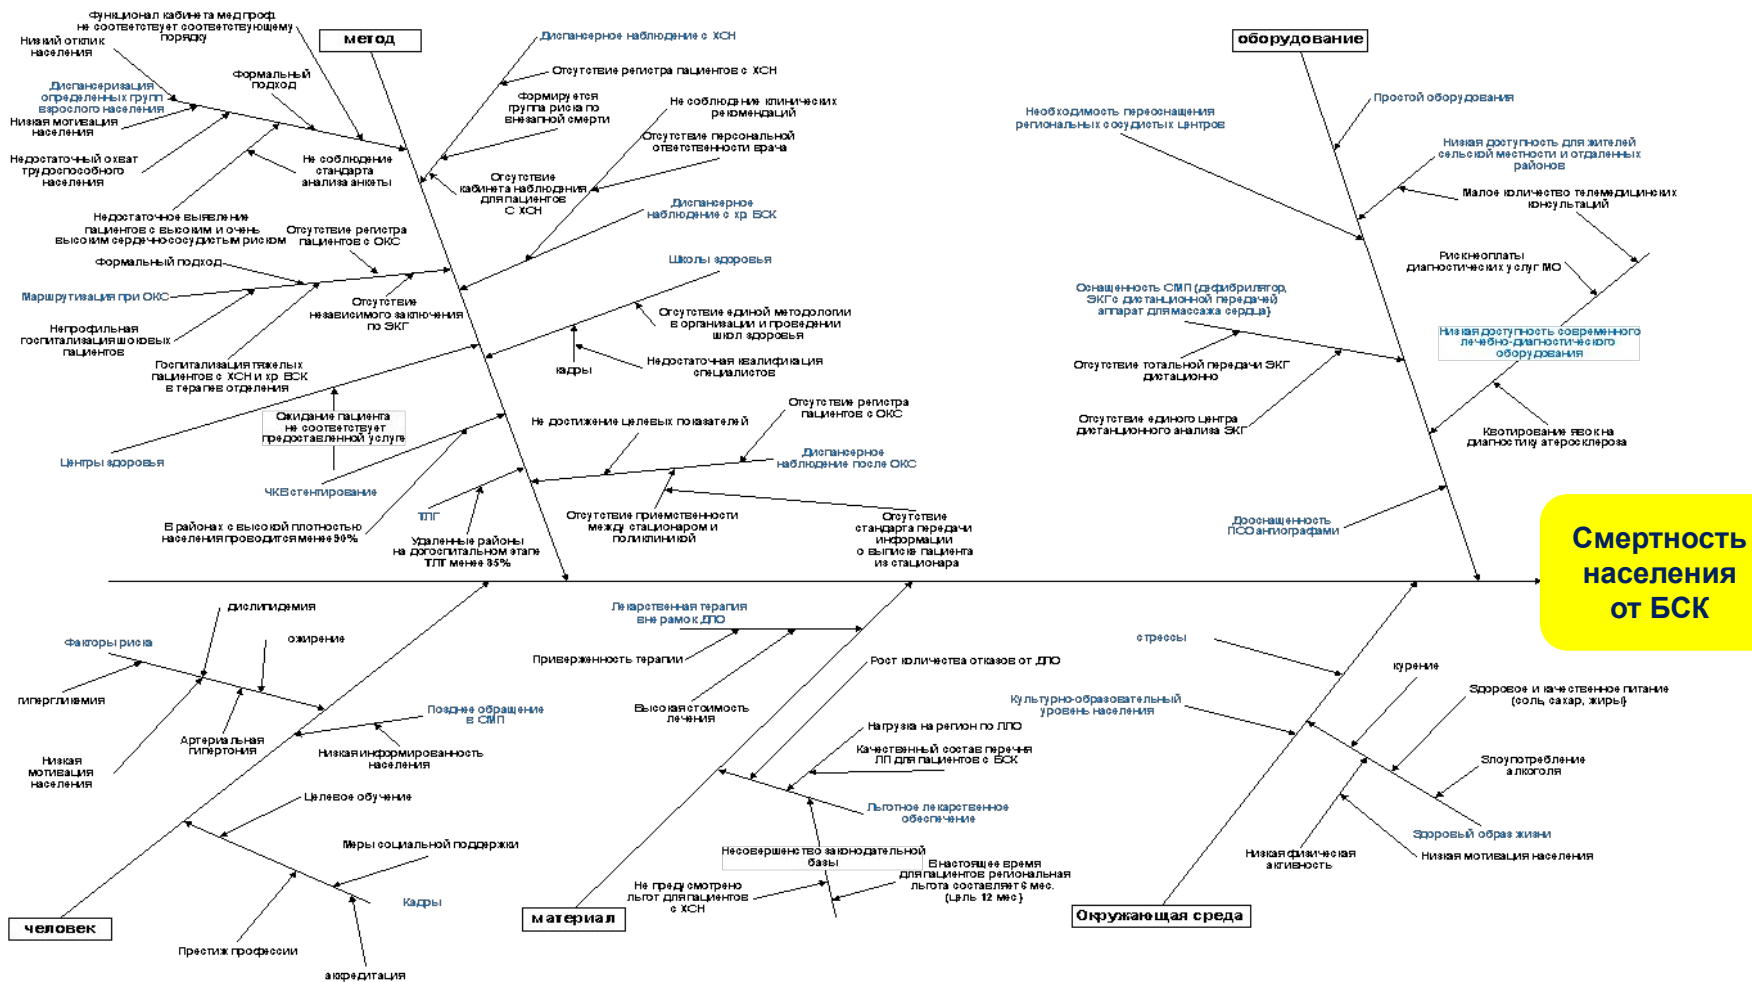 Функционал кабинета мед проф.
не соответствует соответствующему
порядку
Низкий отклик
населения
метод
Диспансеризация
определенных групп
взрослого населения
Формальный
подход
Низкая мотивация
населения
Недостаточный охват
трудоспособного
населения
Не соблюдение
стандарта
анализа анкеты
Недостаточное выявление
пациентов с высоким и очень
высоким сердечнососудистым риском
Диспансерное наблюдение с ХСН
Отсутствие регистра пациентов с ХСН
Формируется
группа риска по
внезапной смерти
Отсутствие
кабинета наблюдения
для пациентов
С ХСН
Не соблюдение клинических
рекомендаций
Отсутствие персональной
ответственности врача
Диспансерное
наблюдение с хр БСК
Отсутствие регистра
пациентов с ОКС
Формальный подход
Маршрутизация при ОКС
Отсутствие
независимого заключения
по ЭКГ
Непрофильная
госпитализация шоковых
пациентов
Госпитализация тяжелых
пациентов с ХСН и хр БСК
в терапев отделения
Школы здоровья
Отсутствие единой методологии
в организации и проведении
школ здоровья
кадры
Недостаточная квалификация
специалистов
Ожидание пациента
не соответствует
предоставленной услуге
Центры здоровья
ЧКВ стентирование
В районах с высокой плотностью
населения проводится менее 90%
ТЛГ
Удаленные районы
на догоспитальном этапе
ТЛТ менее 85%
Не достижение целевых показателей
Отсутствие регистра
пациентов с ОКС
Диспансерное
наблюдение после ОКС
Отсутствие приемственности
между стационаром и
поликлиникой
Отсутствие
стандарта передачи
информации
о выписке пациента
из стационара
оборудование
Необходимость переоснащения
региональных сосудистых центров
Простой оборудования
Низкая доступность для жителей
сельской местности и отдаленных
районов
Малое количество телемедицинских
консультаций
Риск неоплаты
диагностических услуг МО
Оснащенность СМП (дефибрилятор,
ЭКГ с дистанционной передачей)
аппарат для массажа сердца)
Низкая доступность современного
лечебно-диагностического
оборудования
Отсутствие тотальной передачи ЭКГ
дистационно
Отсутствие единого центра
дистанционного анализа ЭКГ
Квотирование явок на
диагностику атеросклероза
Дооснащенность
ПСО ангиографами
Смертность
населения
от БСК
дислипидемия
Факторы риска
ожирение
гипергликемия
Артериальная
гипертония
Низкая
мотивация
населения
Позднее обращение
в СМП
Низкая информированность
населения
Целевое обучение
Меры социальной поддержки
Кадры
Престиж профессии
аккредитация
человек
Лекарственная терапия
вне рамок ДЛО
Приверженность терапии
Высокая стоимость
лечения
Рост количества отказов от ДЛО
Нагрузка на регион по ЛЛО
Качественный состав перечня
ЛП для пациентов с БСК
Льготное лекарственное
обеспечение
Несовершенство законодательной
базы
Не предусмотрено
льгот для пациентов
с ХСН
В настоящее время
для пациентов региональная
льгота составляет 6 мес.
(цель 12 мес)
материал
стрессы
курение
Культурно-образовательный
уровень населения
Здоровое и качественное питание
(соль, сахар, жиры)
Злоупотребление
алкоголя
Здоровый образ жизни
Низкая физическая
активность
Низкая мотивация населения
Окружающая среда